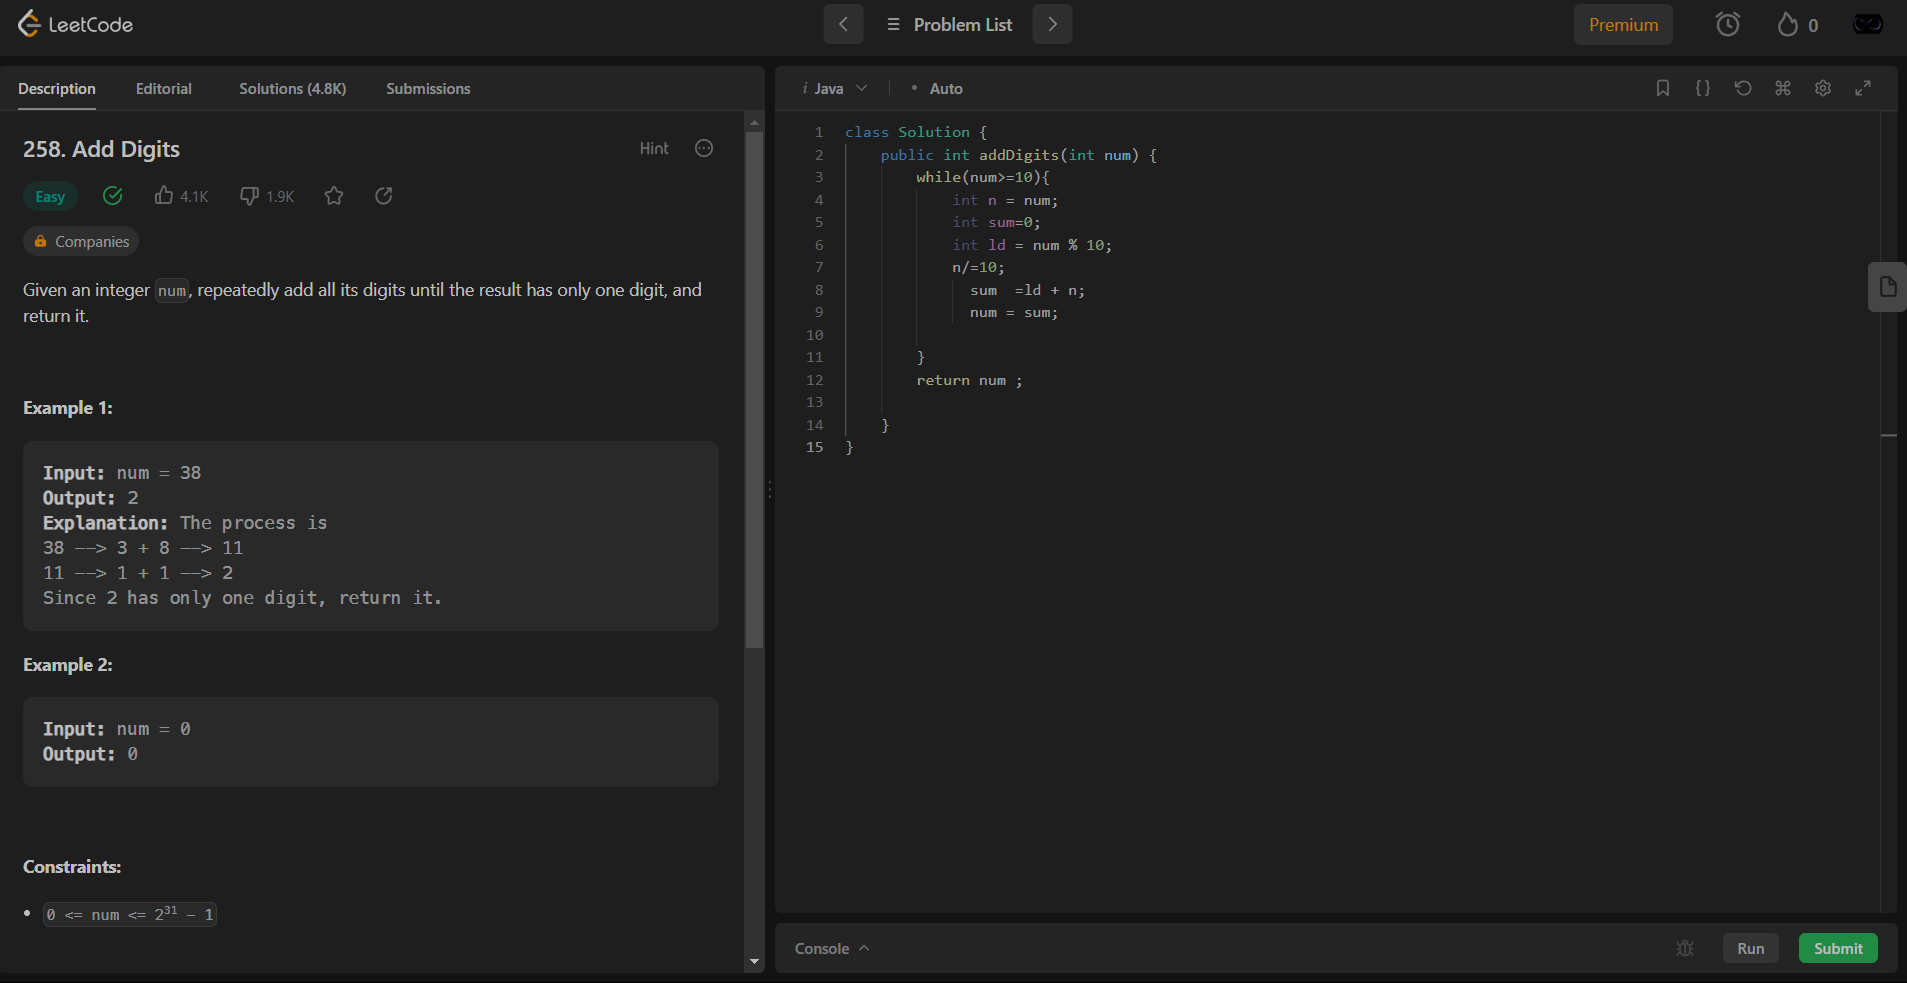 LeetCode
Problem List
Premium
0
Description Editorial Solutions (4.8K) Submissions
258. Add Digits
Hint
Easy 4.1K 1.9K
Companies
Given an integer num, repeatedly add all its digits until the result has only one digit, and
return it.
Example 1:
Input: num = 38
Output: 2
Explanation: The process is
38 --> 3 + 8 --> 11
11 --> 1 + 1 --> 2
Since 2 has only one digit, return it.
Example 2:
Input: num = 0
Output: 0
Constraints:
• 0 <= num <= 2³¹ - 1
i Java • Auto
1 class Solution {
2 public int addDigits(int num) {
3 while(num>=10){
4 int n = num;
5 int sum=0;
6 int ld = num % 10;
7 n/=10;
8 sum  =ld + n;
9 num = sum;
10
11 }
12 return num ;
13
14 }
15 }
Console
Run
Submit